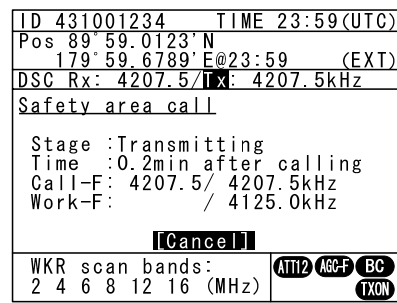 ID 431001234 TIME 23:59(UTC)
Pos 89°59.0123'N
179°59.6789'E@23:59 (EXT)
DSC Rx: 4207.5/Tx: 4207.5kHz
Safety area call
Stage :Transmitting
Time :0.2min after calling
Call-F: 4207.5/ 4207.5kHz
Work-F: / 4125.0kHz
[Cancel]
WKR scan bands:
2 4 6 8 12 16 (MHz)
ATT12 AGC-F BC
TXON